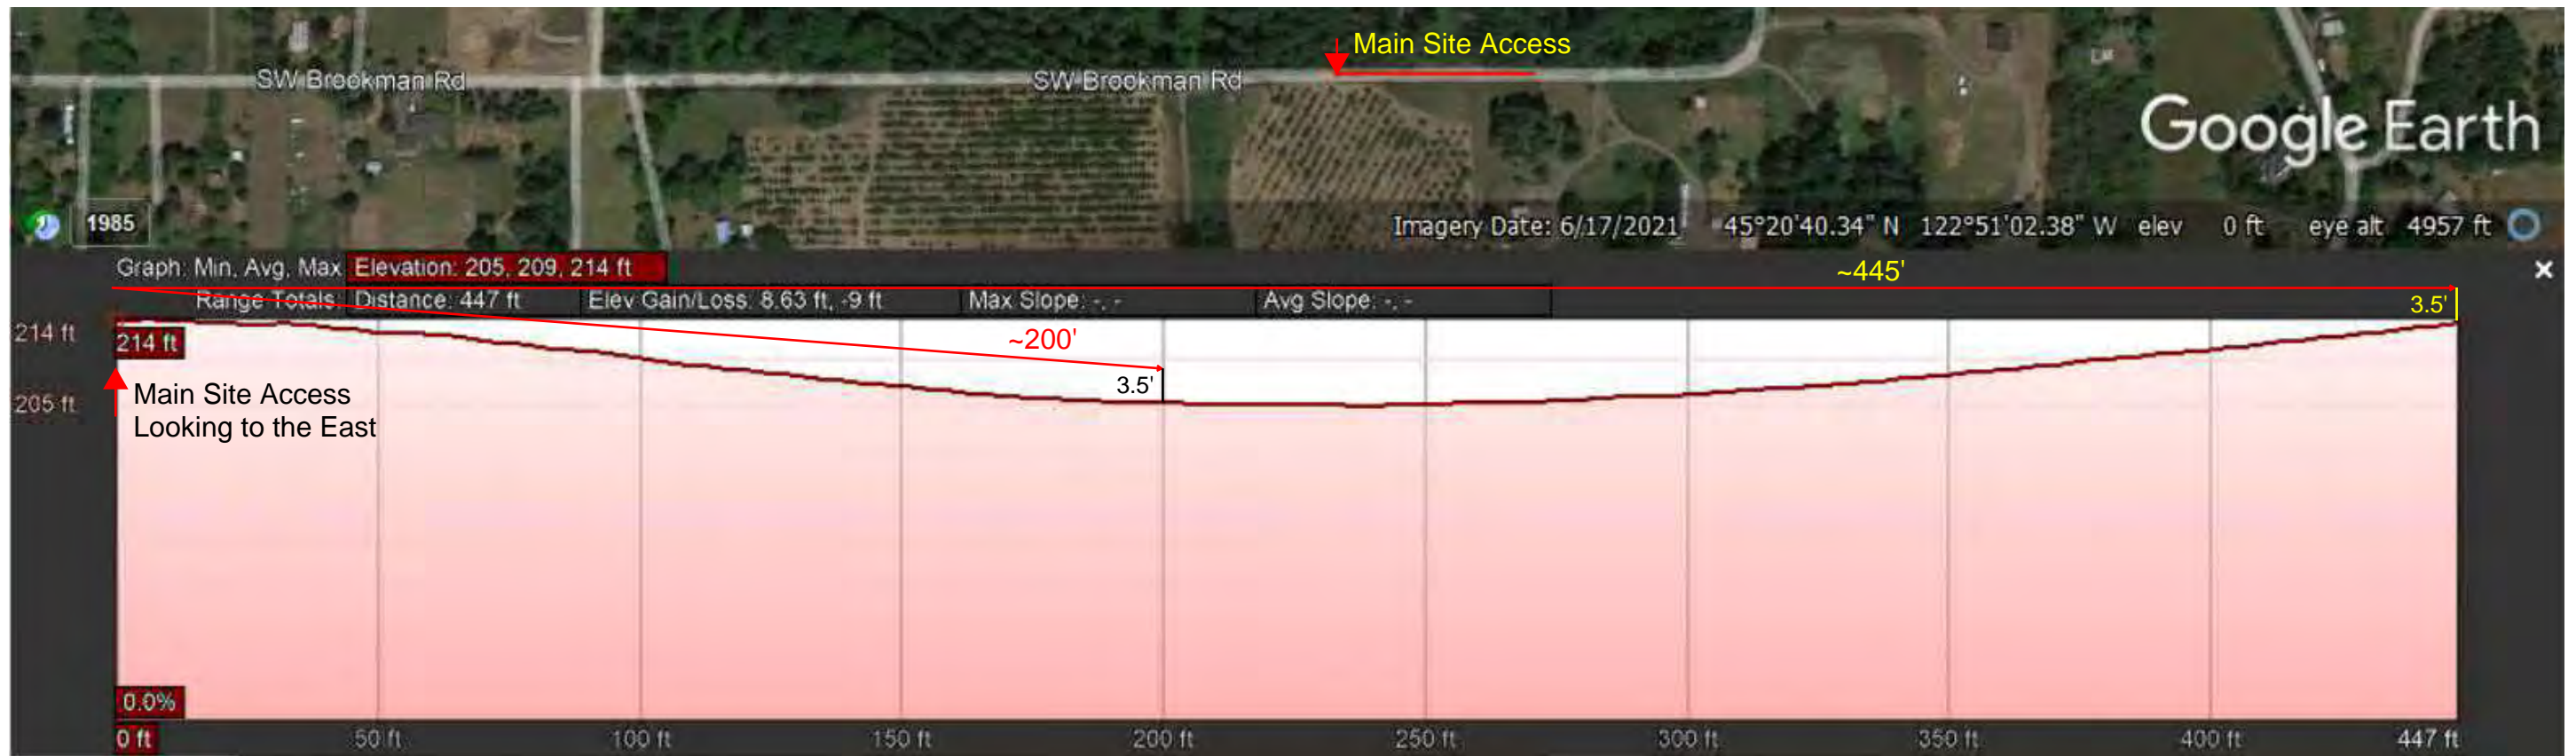 Main Site Access
SW Brookman Rd
SW Brookman Rd
Google Earth
1985
Imagery Date: 6/17/2021 45°20'40.34" N 122°51'02.38" W elev 0 ft eye alt 4957 ft
Graph: Min, Avg, Max Elevation: 205, 209, 214 ft
~445'
Range Totals: Distance: 447 ft Elev Gain/Loss: 8.63 ft, -9 ft Max Slope: -, - Avg Slope: -, -
3.5'
214 ft
214 ft
~200'
3.5'
Main Site Access
Looking to the East
205 ft
0.0%
0 ft 50 ft 100 ft 150 ft 200 ft 250 ft 300 ft 350 ft 400 ft 447 ft